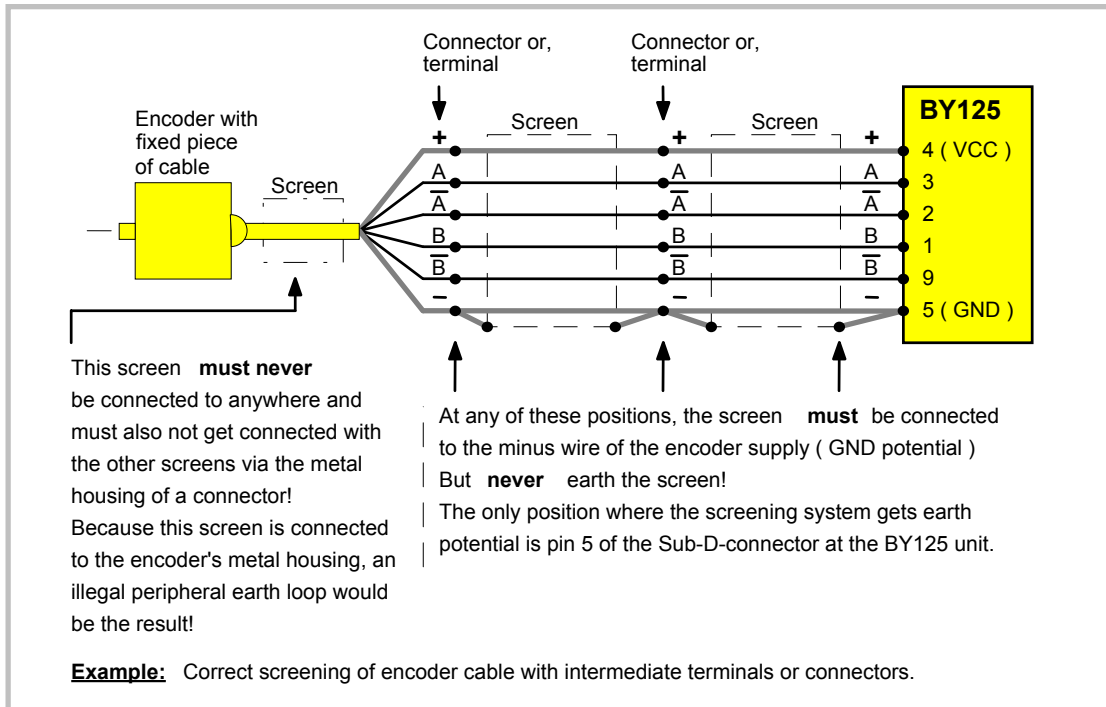 Connector or,
terminal
Connector or,
terminal
Encoder with
fixed piece
of cable
Screen
Screen
Screen
BY125
+ + + 4 ( VCC )
A A A 3
A̅ A̅ A̅ 2
B B B 1
B̅ B̅ B̅ 9
– – – 5 ( GND )
This screen must never
be connected to anywhere and
must also not get connected with
the other screens via the metal
housing of a connector!
Because this screen is connected
to the encoder's metal housing, an
illegal peripheral earth loop would
be the result!
At any of these positions, the screen must be connected
to the minus wire of the encoder supply ( GND potential )
But never earth the screen!
The only position where the screening system gets earth
potential is pin 5 of the Sub-D-connector at the BY125 unit.
Example: Correct screening of encoder cable with intermediate terminals or connectors.